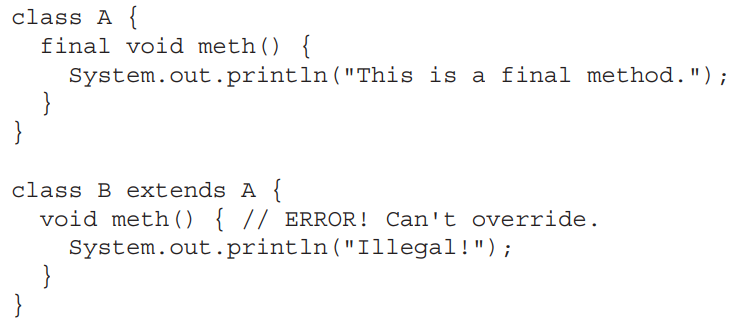 class A {
  final void meth() {
    System.out.println("This is a final method.");
  }
}

class B extends A {
  void meth() { // ERROR! Can't override.
    System.out.println("Illegal!");
  }
}